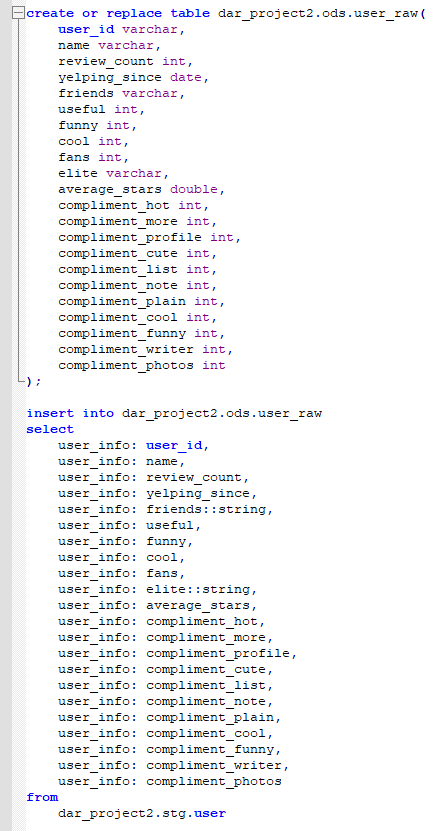 create or replace table dar_project2.ods.user_raw(
    user_id varchar,
    name varchar,
    review_count int,
    yelping_since date,
    friends varchar,
    useful int,
    funny int,
    cool int,
    fans int,
    elite varchar,
    average_stars double,
    compliment_hot int,
    compliment_more int,
    compliment_profile int,
    compliment_cute int,
    compliment_list int,
    compliment_note int,
    compliment_plain int,
    compliment_cool int,
    compliment_funny int,
    compliment_writer int,
    compliment_photos int
);

insert into dar_project2.ods.user_raw
select
    user_info: user_id,
    user_info: name,
    user_info: review_count,
    user_info: yelping_since,
    user_info: friends::string,
    user_info: useful,
    user_info: funny,
    user_info: cool,
    user_info: fans,
    user_info: elite::string,
    user_info: average_stars,
    user_info: compliment_hot,
    user_info: compliment_more,
    user_info: compliment_profile,
    user_info: compliment_cute,
    user_info: compliment_list,
    user_info: compliment_note,
    user_info: compliment_plain,
    user_info: compliment_cool,
    user_info: compliment_funny,
    user_info: compliment_writer,
    user_info: compliment_photos
from
    dar_project2.stg.user